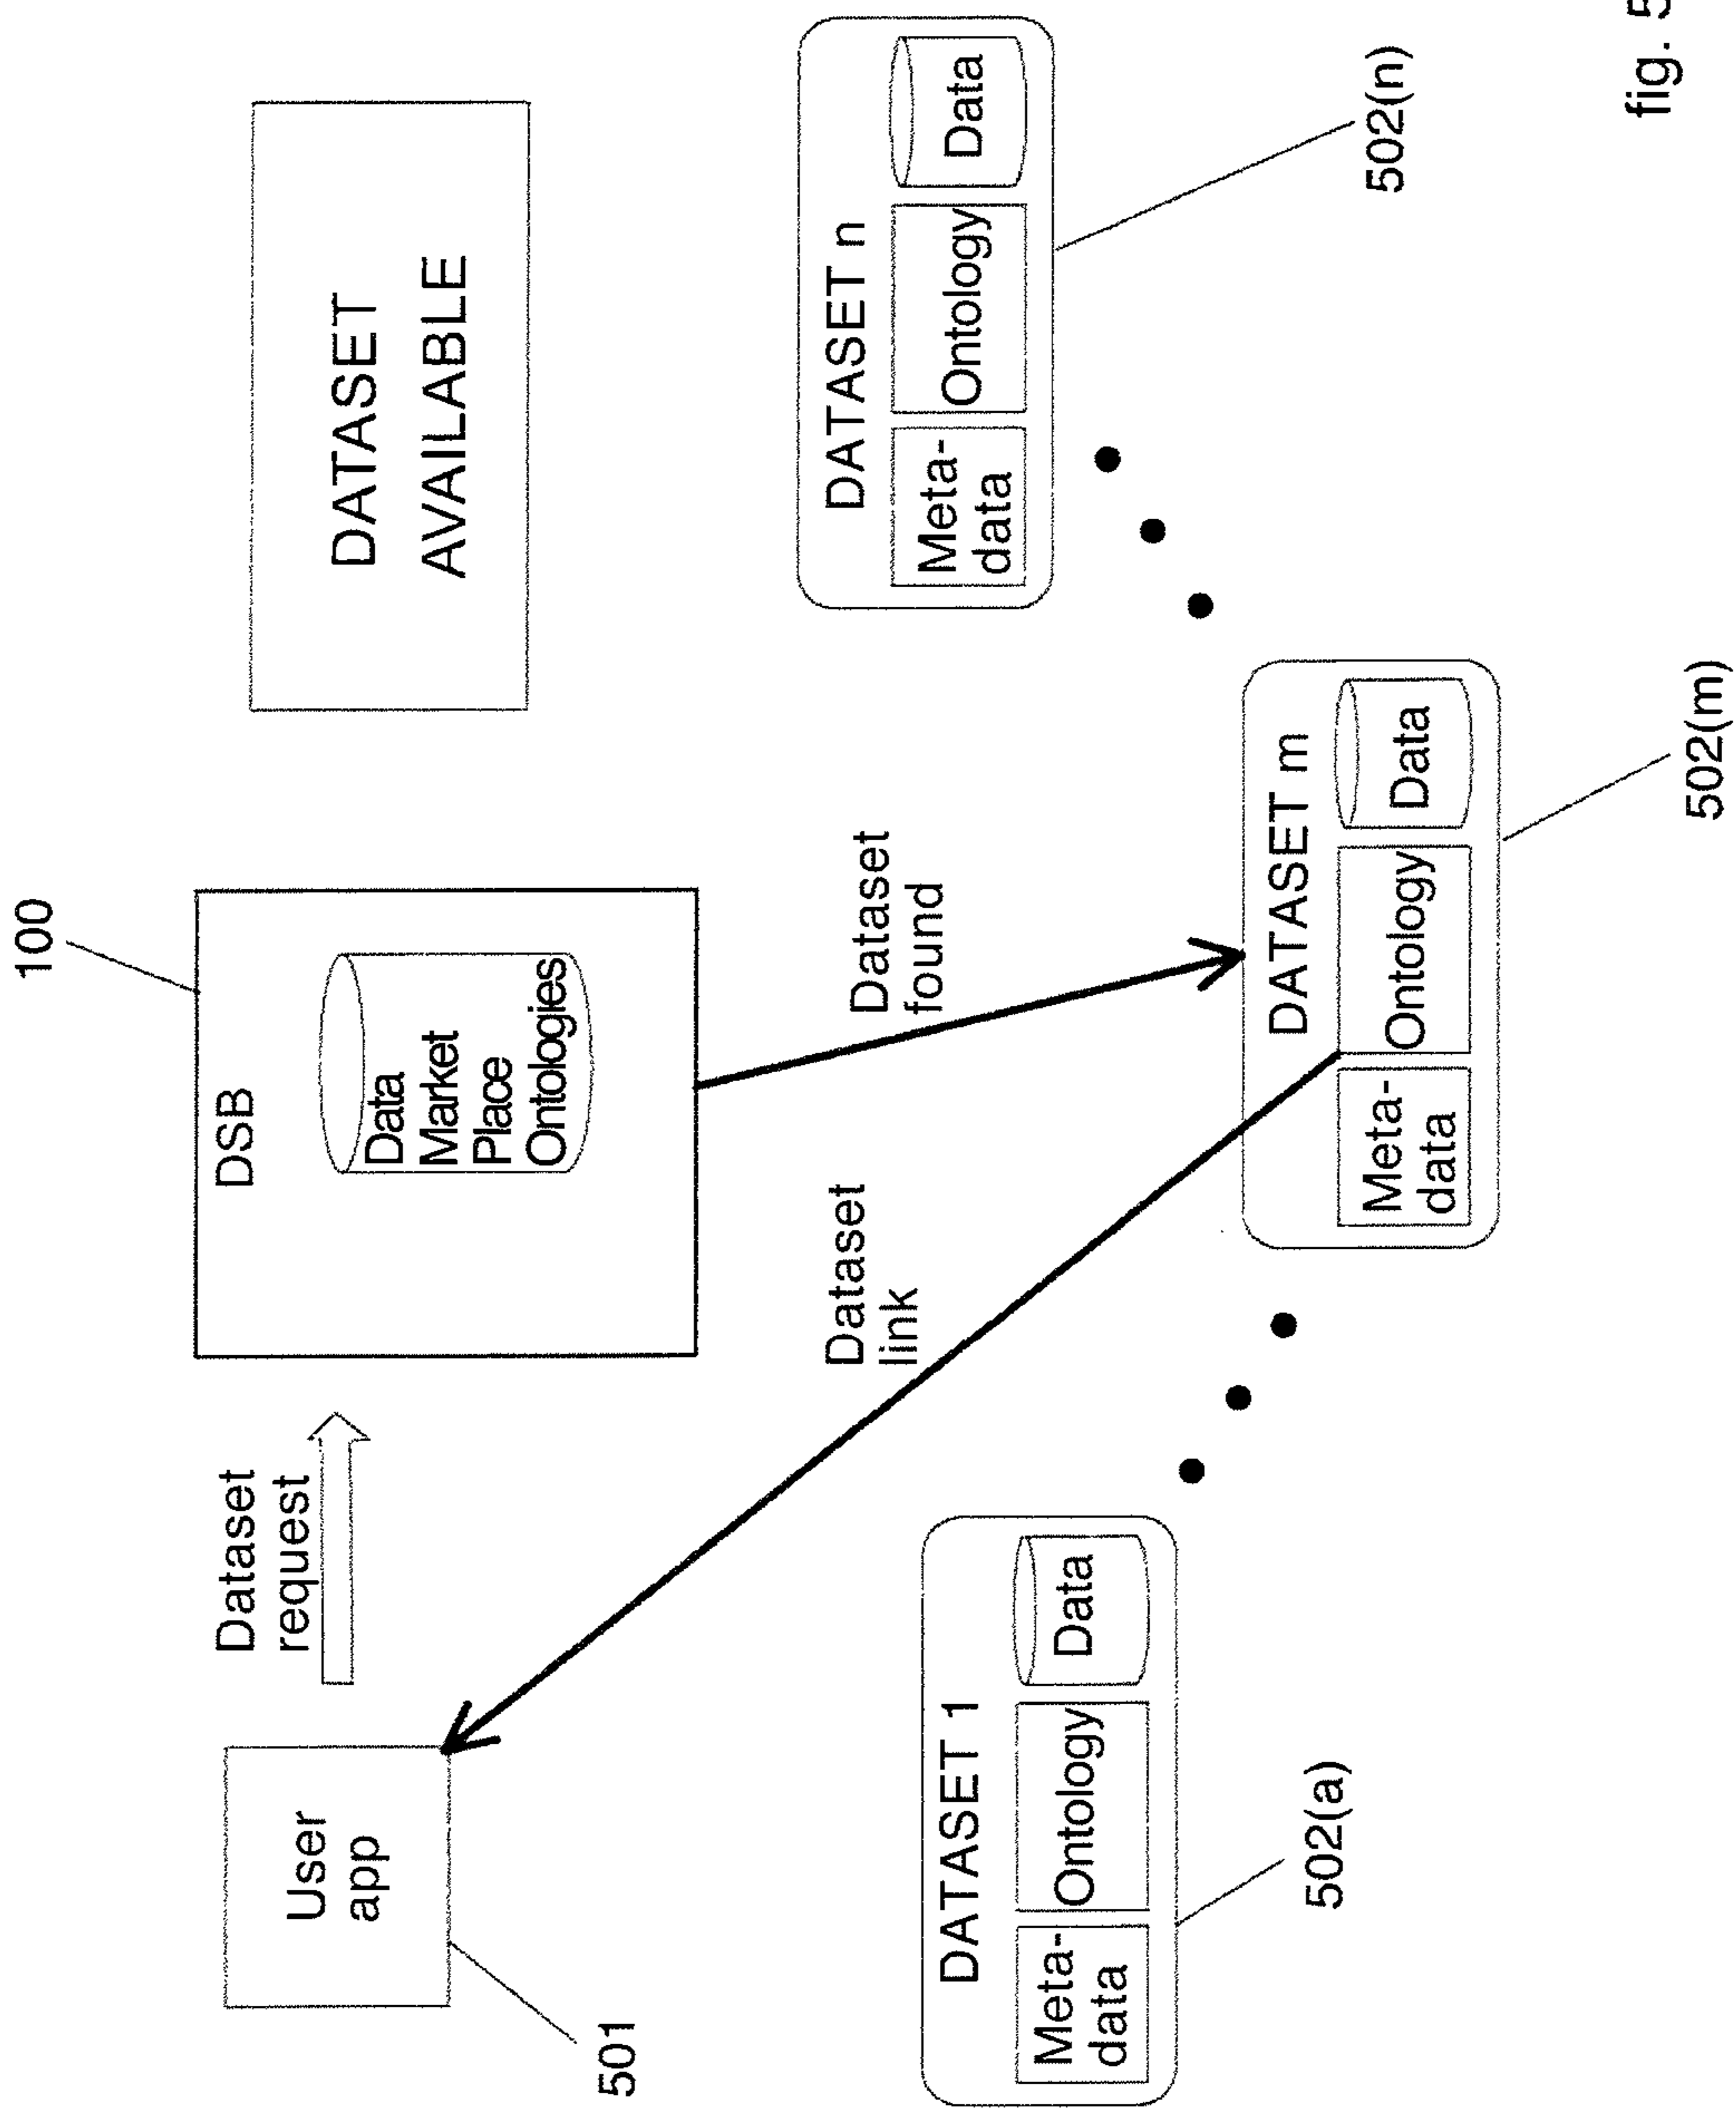 100
DATASET
AVAILABLE
DSB
Data
Market
Place
Ontologies
Dataset
request
User
app
501
Dataset
link
Dataset
found
DATASET 1
Meta-
data
Ontology
Data
502(a)
DATASET m
Meta-
data
Ontology
Data
502(m)
DATASET n
Meta-
data
Ontology
Data
502(n)
fig. 5